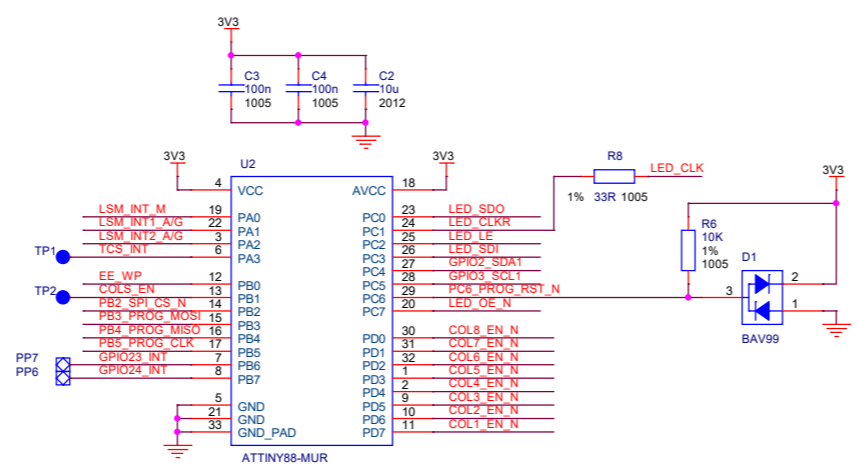 3V3
C3
100n
1005
C4
100n
1005
C2
10u
2012
3V3
U2
3V3
R8
1% 33R 1005
LED_CLK
3V3
4 VCC
AVCC 18
LSM_INT_M 19 PA0
LSM_INT1_A/G 22 PA1
LSM_INT2_A/G 3 PA2
TP1 TCS_INT 6 PA3
PC0 23 LED_SDO
PC1 24 LED_CLKR
PC2 25 LED_LE
PC3 26 LED_SDI
PC4 27 GPIO2_SDA1
PC5 28 GPIO3_SCL1
PC6 29 PC6_PROG_RST_N
PC7 20 LED_OE_N
R6
10K
1%
1005
D1
2
3
1
BAV99
EE_WP 12 PB0
TP2 COLS_EN 13 PB1
PB2_SPI_CS_N 14 PB2
PB3_PROG_MOSI 15 PB3
PB4_PROG_MISO 16 PB4
PB5_PROG_CLK 17 PB5
PP7 GPIO23_INT 7 PB6
PP6 GPIO24_INT 8 PB7
PD0 30 COL8_EN_N
PD1 31 COL7_EN_N
PD2 32 COL6_EN_N
PD3 1 COL5_EN_N
PD4 2 COL4_EN_N
PD5 9 COL3_EN_N
PD6 10 COL2_EN_N
PD7 11 COL1_EN_N
5 GND
21 GND
33 GND_PAD
ATTINY88-MUR